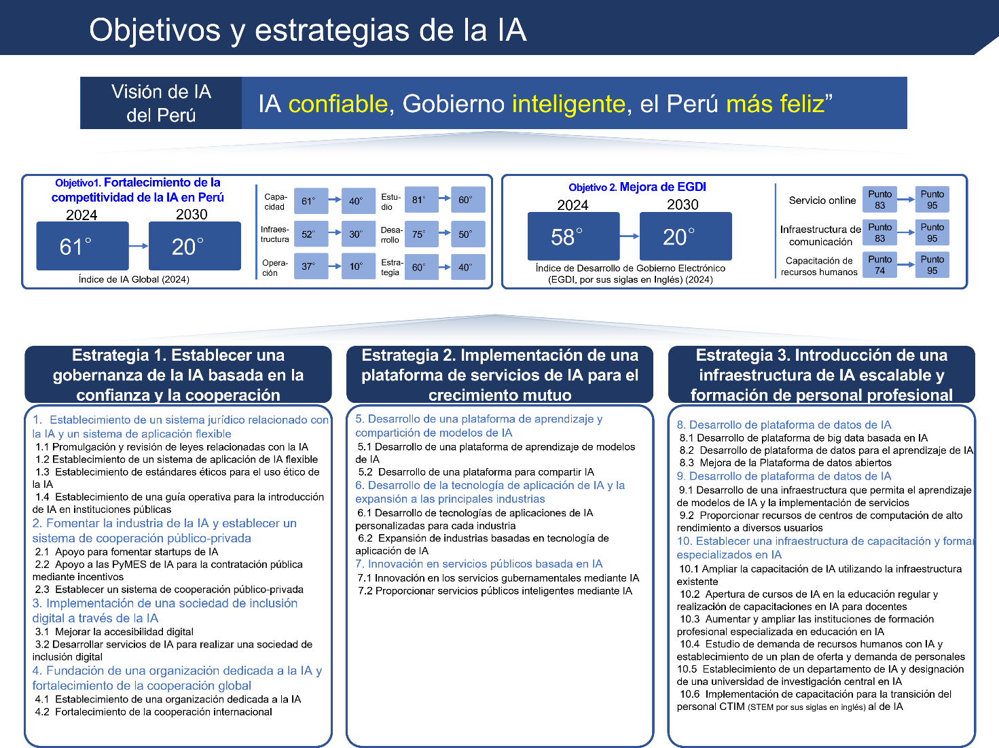 Objetivos y estrategias de la IA
Visión de IA
del Perú
IA confiable, Gobierno inteligente, el Perú más feliz”
Objetivo1. Fortalecimiento de la
competitividad de la IA en Perú
2024
2030
61°
20°
Índice de IA Global (2024)
Capa-
cidad
61°
40°
Infraes-
tructura
52°
30°
Opera-
ción
37°
10°
Estu-
dio
81°
60°
Desa-
rrollo
75°
50°
Estra-
tegia
60°
40°
Objetivo 2. Mejora de EGDI
2024
2030
58°
20°
Índice de Desarrollo de Gobierno Electrónico
(EGDI, por sus siglas en Inglés) (2024)
Servicio online
Punto
83
Punto
95
Infraestructura de
comunicación
Punto
83
Punto
95
Capacitación de
recursos humanos
Punto
74
Punto
95
Estrategia 1. Establecer una
gobernanza de la IA basada en la
confianza y la cooperación
1. Establecimiento de un sistema jurídico relacionado con
la IA y un sistema de aplicación flexible
1.1 Promulgación y revisión de leyes relacionadas con la IA
1.2 Establecimiento de un sistema de aplicación de IA flexible
1.3 Establecimiento de estándares éticos para el uso ético de
la IA
1.4 Establecimiento de una guía operativa para la introducción
de IA en instituciones públicas
2. Fomentar la industria de la IA y establecer un
sistema de cooperación público-privada
2.1 Apoyo para fomentar startups de IA
2.2 Apoyo a las PyMES de IA para la contratación pública
mediante incentivos
2.3 Establecer un sistema de cooperación público-privada
3. Implementación de una sociedad de inclusión
digital a través de la IA
3.1 Mejorar la accesibilidad digital
3.2 Desarrollar servicios de IA para realizar una sociedad de
inclusión digital
4. Fundación de una organización dedicada a la IA y
fortalecimiento de la cooperación global
4.1 Establecimiento de una organización dedicada a la IA
4.2 Fortalecimiento de la cooperación internacional
Estrategia 2. Implementación de una
plataforma de servicios de IA para el
crecimiento mutuo
5. Desarrollo de una plataforma de aprendizaje y
compartición de modelos de IA
5.1 Desarrollo de una plataforma de aprendizaje de modelos
de IA
5.2 Desarrollo de una plataforma para compartir IA
6. Desarrollo de la tecnología de aplicación de IA y la
expansión a las principales industrias
6.1 Desarrollo de tecnologías de aplicaciones de IA
personalizadas para cada industria
6.2 Expansión de industrias basadas en tecnología de
aplicación de IA
7. Innovación en servicios públicos basada en IA
7.1 Innovación en los servicios gubernamentales mediante IA
7.2 Proporcionar servicios públicos inteligentes mediante IA
Estrategia 3. Introducción de una
infraestructura de IA escalable y
formación de personal profesional
8. Desarrollo de plataforma de datos de IA
8.1 Desarrollo de plataforma de big data basada en IA
8.2 Desarrollo de plataforma de datos para el aprendizaje de IA
8.3 Mejora de la Plataforma de datos abiertos
9. Desarrollo de plataforma de datos de IA
9.1 Desarrollo de una infraestructura que permita el aprendizaje
de modelos de IA y la implementación de servicios
9.2 Proporcionar recursos de centros de computación de alto
rendimiento a diversos usuarios
10. Establecer una infraestructura de capacitación y formar
especializados en IA
10.1 Ampliar la capacitación de IA utilizando la infraestructura
existente
10.2 Apertura de cursos de IA en la educación regular y
realización de capacitaciones en IA para docentes
10.3 Aumentar y ampliar las instituciones de formación
profesional especializada en educación en IA
10.4 Estudio de demanda de recursos humanos con IA y
establecimiento de un plan de oferta y demanda de personales
10.5 Establecimiento de un departamento de IA y designación
de una universidad de investigación central en IA
10.6 Implementación de capacitación para la transición del
personal CTIM (STEM por sus siglas en inglés) al de IA